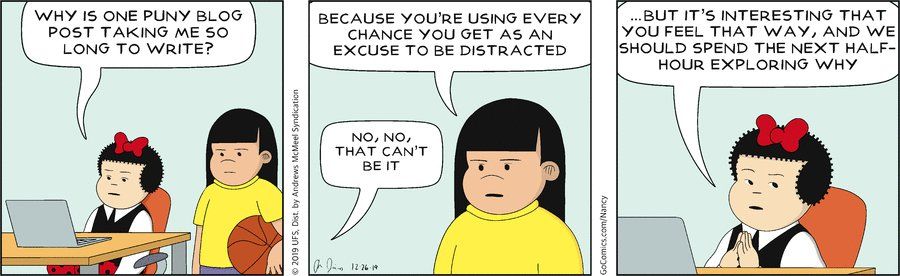 WHY IS ONE PUNY BLOG
POST TAKING ME SO
LONG TO WRITE?
© 2019 UFS, Dist. by Andrews McMeel Syndication
BECAUSE YOU'RE USING EVERY
CHANCE YOU GET AS AN
EXCUSE TO BE DISTRACTED
NO, NO,
THAT CAN'T
BE IT
12-26-19
...BUT IT'S INTERESTING THAT
YOU FEEL THAT WAY, AND WE
SHOULD SPEND THE NEXT HALF-
HOUR EXPLORING WHY
GoComics.com/Nancy